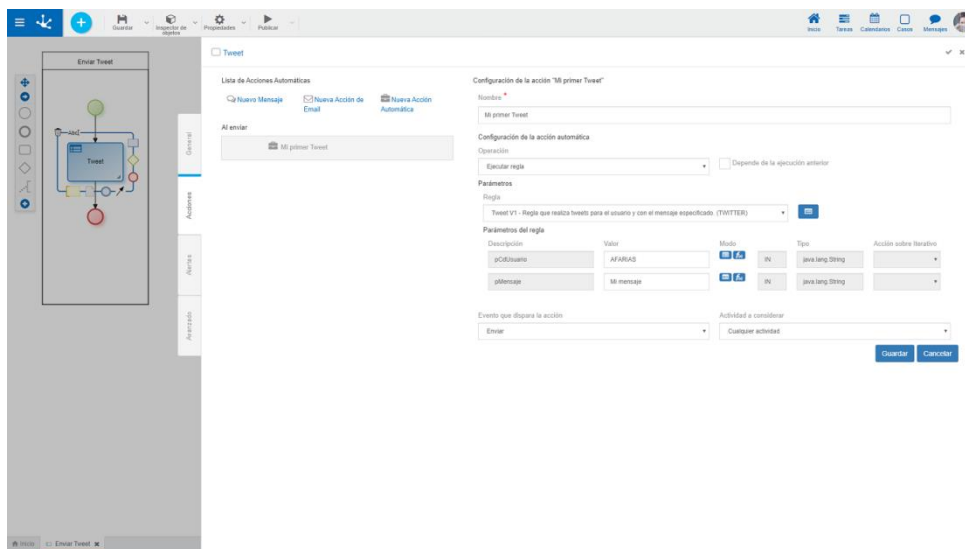 Guardar
Inspector de objetos
Propiedades
Publicar
Inicio
Tareas
Calendarios
Casos
Mensajes
Enviar Tweet
Tweet
General
Acciones
Alertas
Avanzado
Tweet
Lista de Acciones Automáticas
Nuevo Mensaje
Nueva Acción de Email
Nueva Acción Automática
Al enviar
Mi primer Tweet
Configuración de la acción "Mi primer Tweet"
Nombre *
Mi primer Tweet
Configuración de la acción automática
Operación
Ejecutar regla
Depende de la ejecución anterior
Parámetros
Regla
Tweet V1 - Regla que realiza tweets para el usuario y con el mensaje especificado. (TWITTER)
Parámetros del regla
Descripción Valor Modo Tipo Acción sobre Iterativo
pCdUsuario AFARIAS IN java.lang.String
pMensaje Mi mensaje IN java.lang.String
Evento que dispara la acción
Enviar
Actividad a considerar
Cualquier actividad
Guardar Cancelar
Inicio
Enviar Tweet